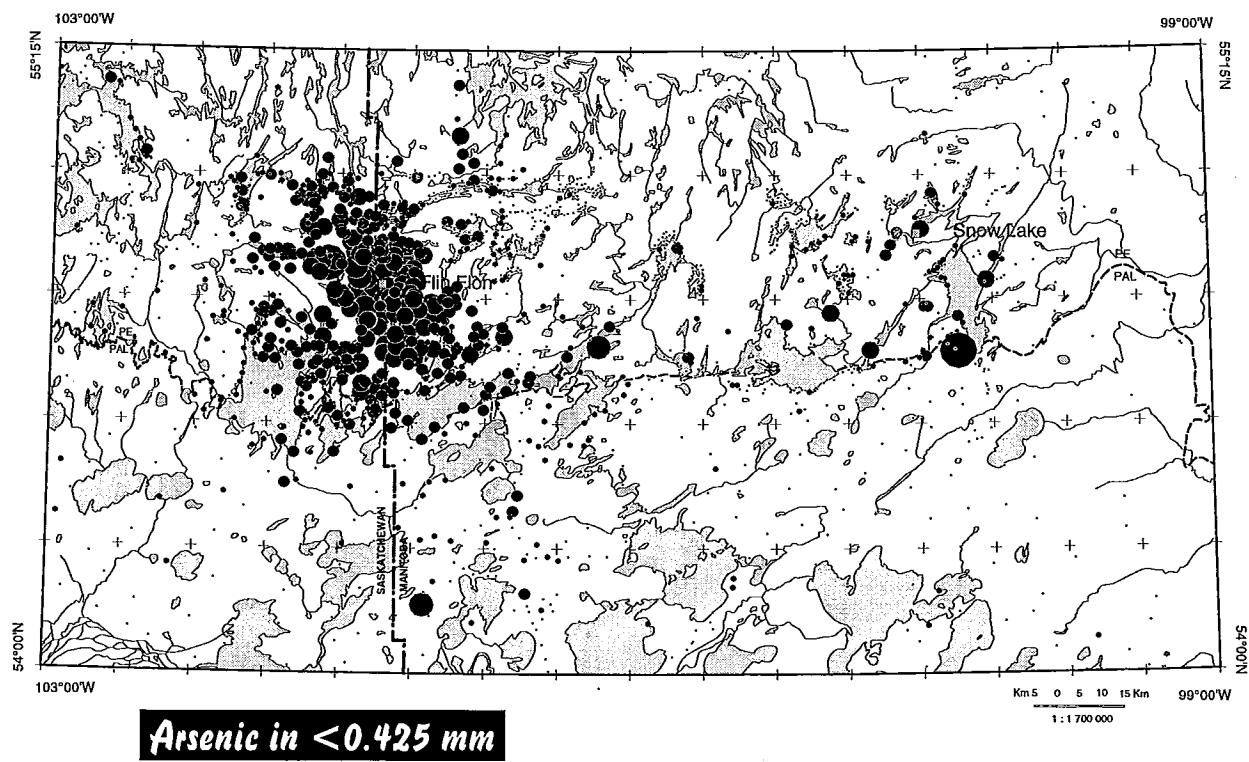 103°00'W
99°00'W
55°15'N
55°15'N
Snow Lake
PE
PAL
Flin Flon
PE
PAL
SASKATCHEWAN
MANITOBA
54°00'N
54°00'N
103°00'W
99°00'W
Km 5 0 5 10 15 Km
1 : 1 700 000
Arsenic in <0.425 mm